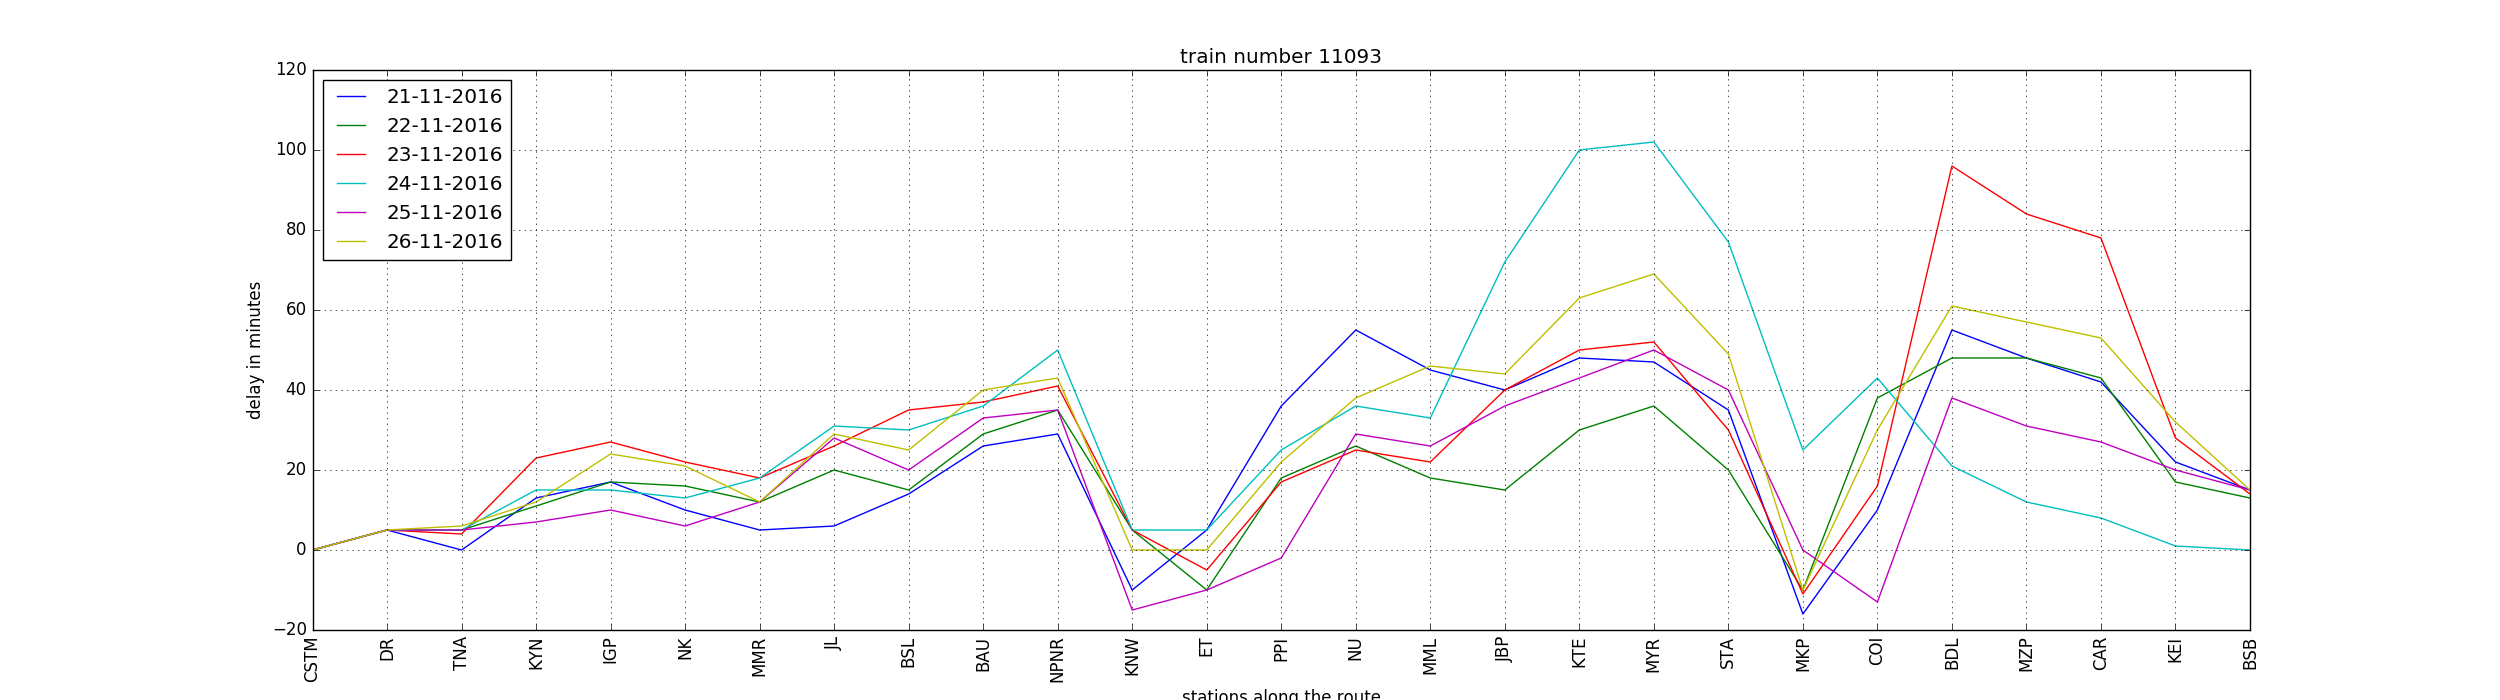 train number 11093
120
100
80
60
40
20
0
−20
delay in minutes
21-11-2016
22-11-2016
23-11-2016
24-11-2016
25-11-2016
26-11-2016
CSTM
DR
TNA
KYN
IGP
NK
MMR
JL
BSL
BAU
NPNR
KNW
ET
PPI
NU
MML
JBP
KTE
MYR
STA
MKP
COI
BDL
MZP
CAR
KEI
BSB
stations along the route